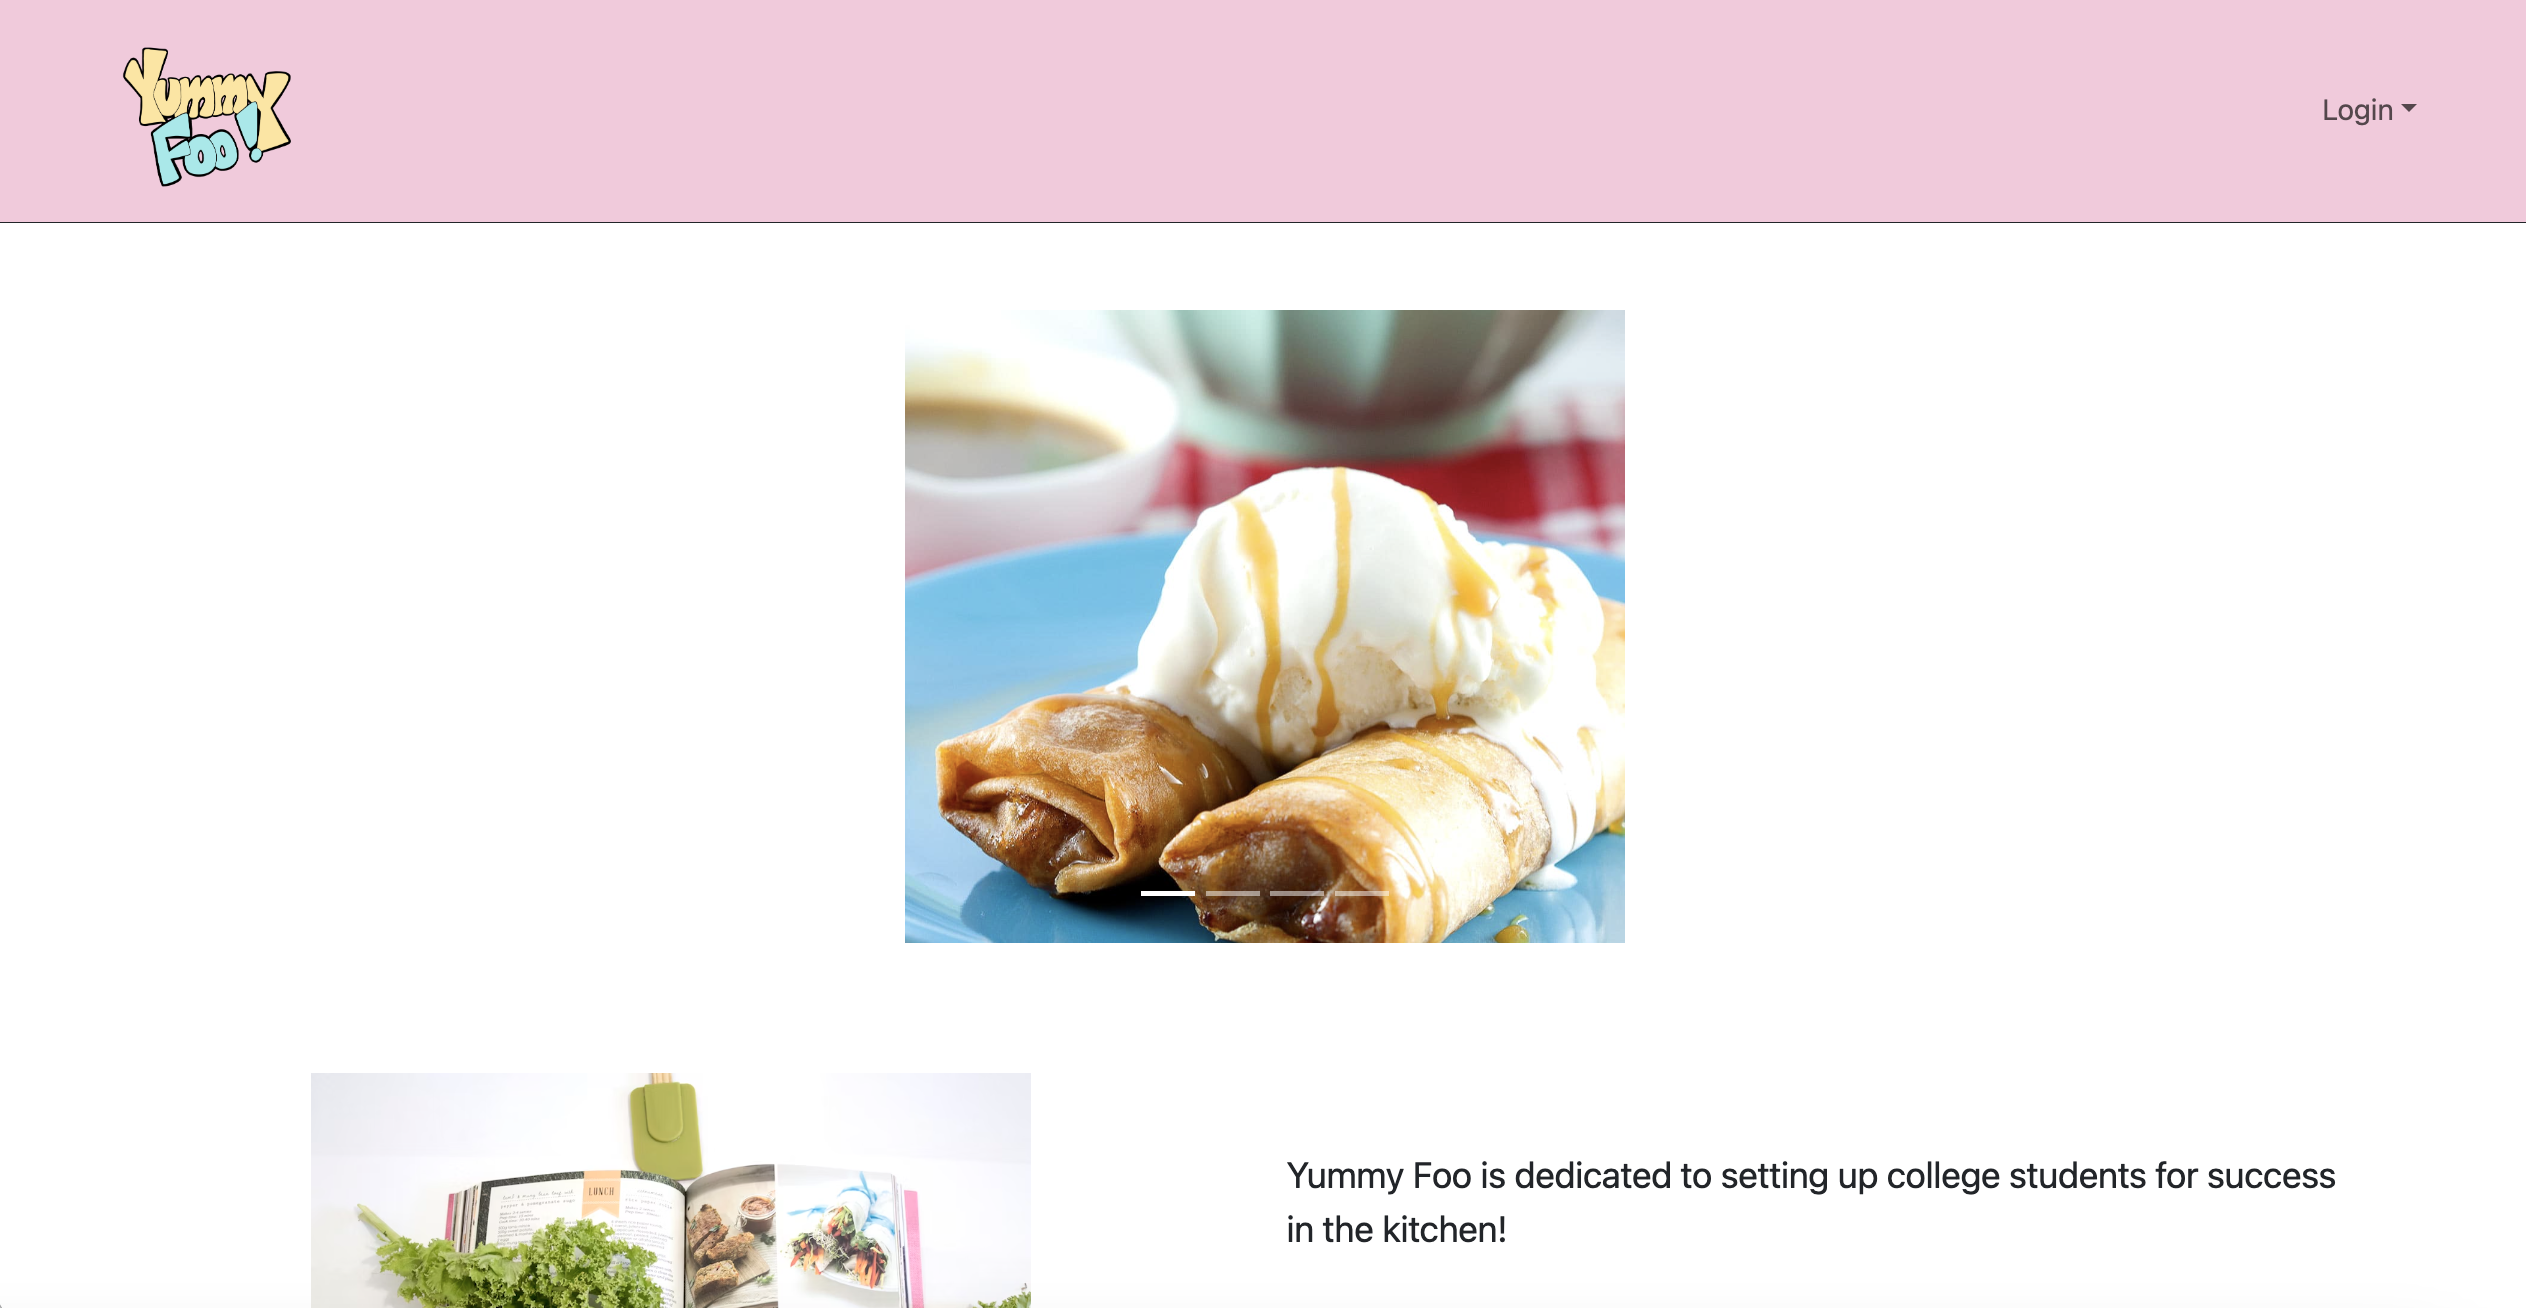 Yummy
Foo!
Login
LUNCH
Yummy Foo is dedicated to setting up college students for success
in the kitchen!